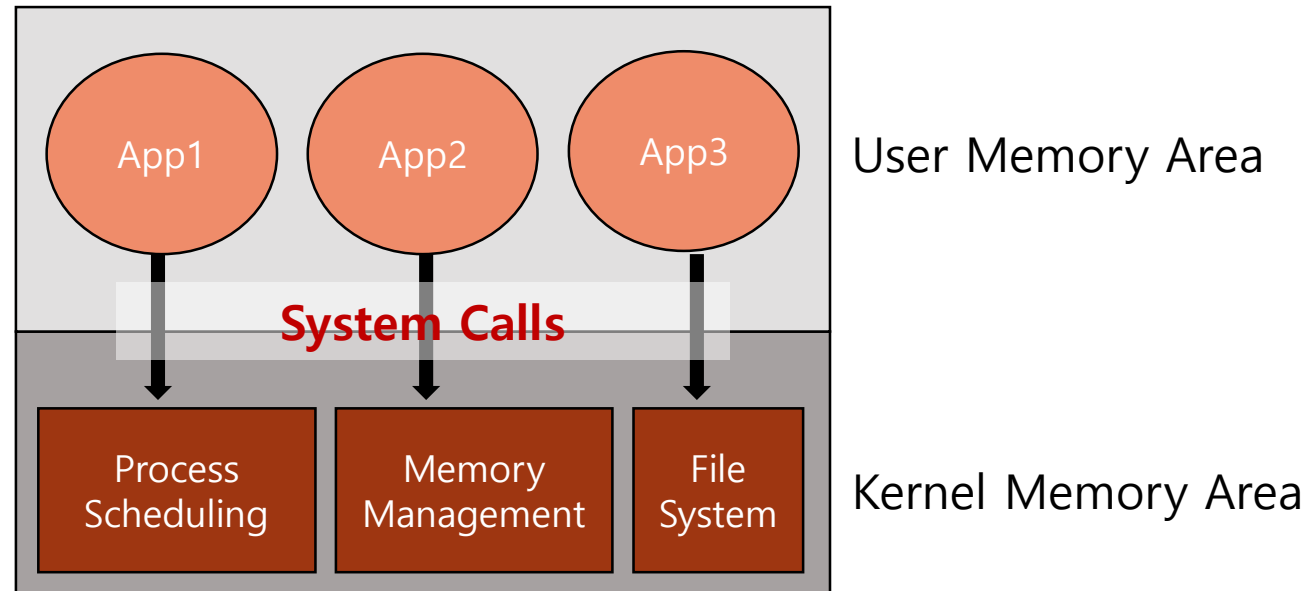 App1
App2
App3
User Memory Area
System Calls
Process
Scheduling
Memory
Management
File
System
Kernel Memory Area